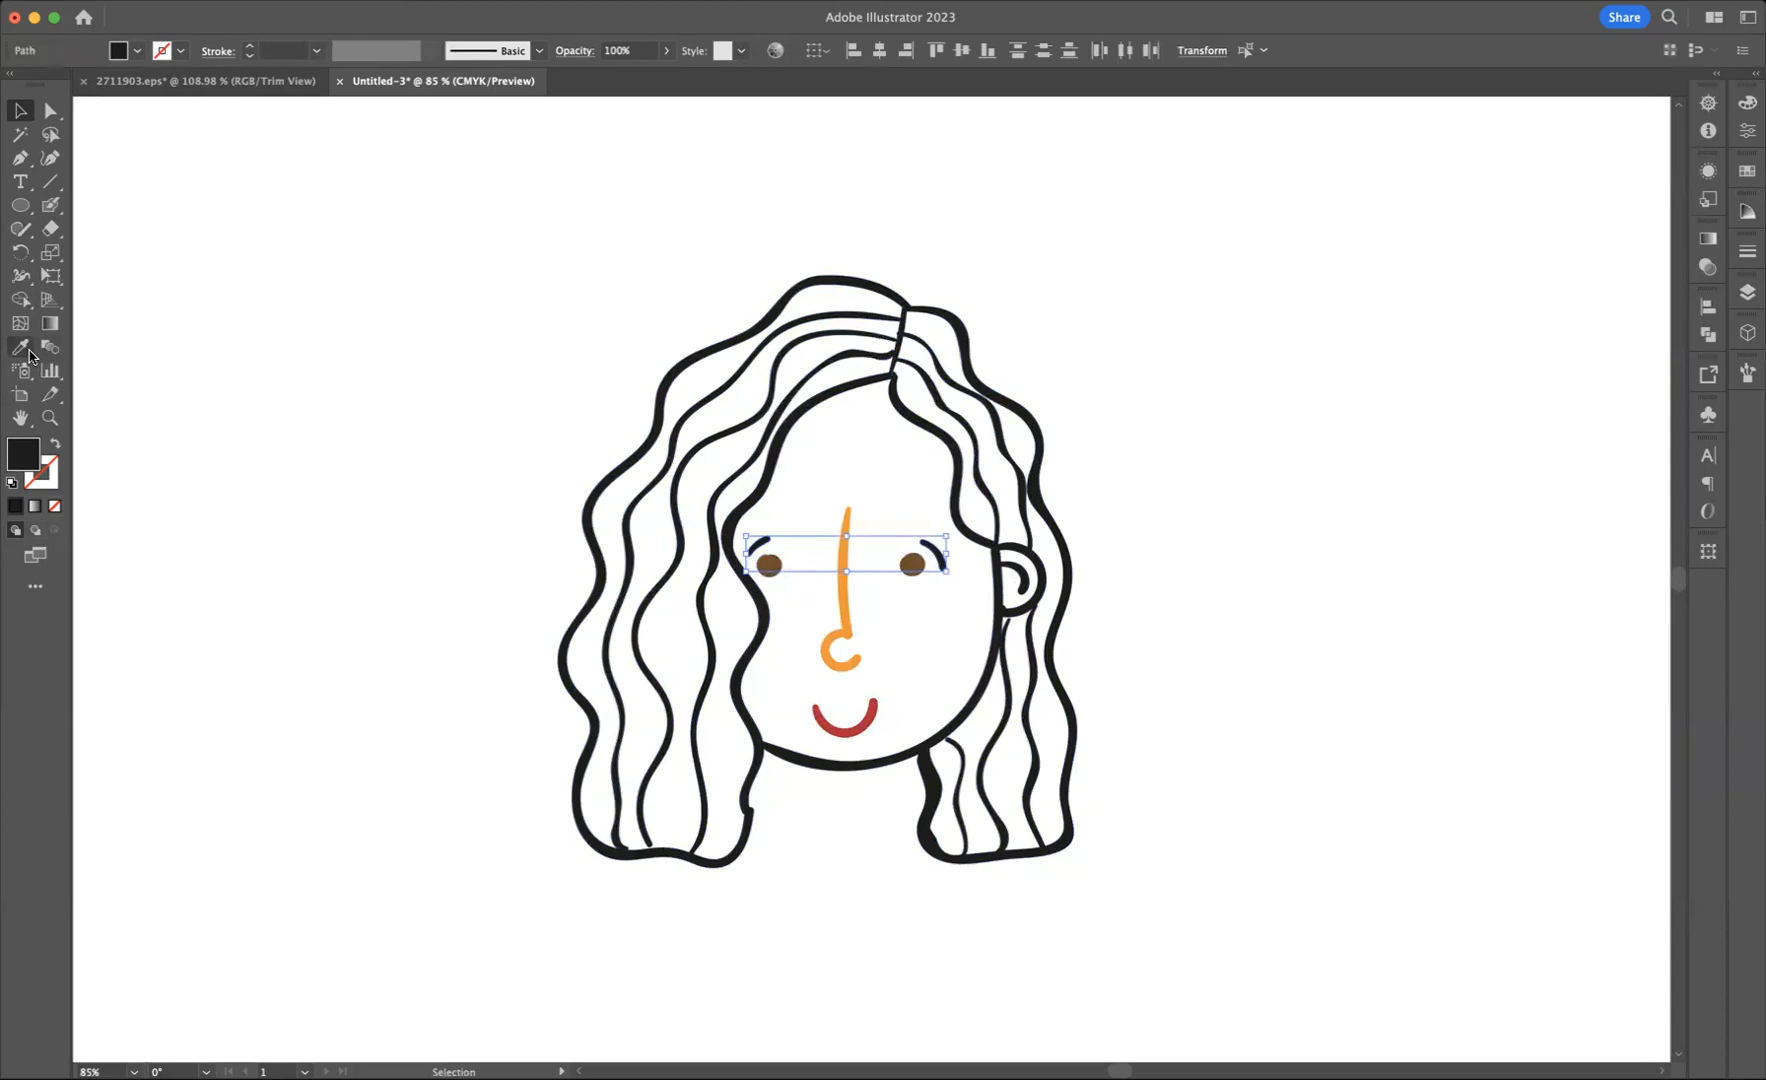 Adobe Illustrator 2023
Share
Path
Stroke:
Basic
Opacity: 100%
Style:
Transform
2711903.eps* @ 108.98 % (RGB/Trim View)
Untitled-3* @ 85 % (CMYK/Preview)
85%
0°
1
Selection